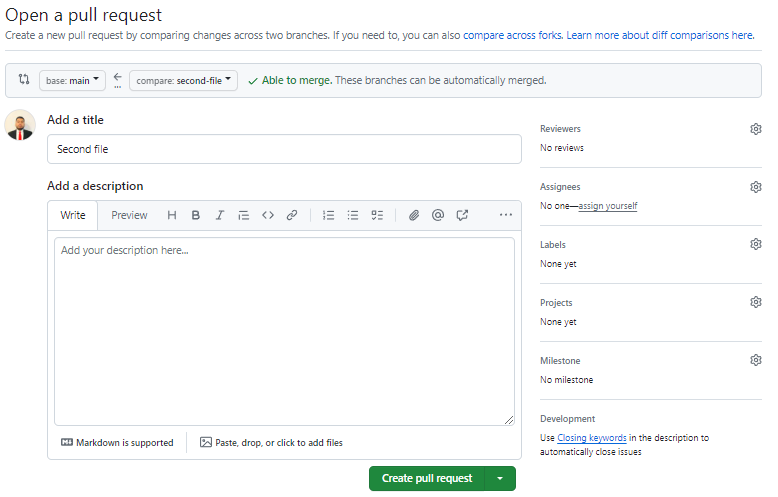 Open a pull request
Create a new pull request by comparing changes across two branches. If you need to, you can also compare across forks. Learn more about diff comparisons here.
base: main compare: second-file Able to merge. These branches can be automatically merged.
Add a title
Second file
Add a description
Write Preview H B I
Add your description here...
Markdown is supported Paste, drop, or click to add files
Create pull request
Reviewers
No reviews
Assignees
No one—assign yourself
Labels
None yet
Projects
None yet
Milestone
No milestone
Development
Use Closing keywords in the description to
automatically close issues